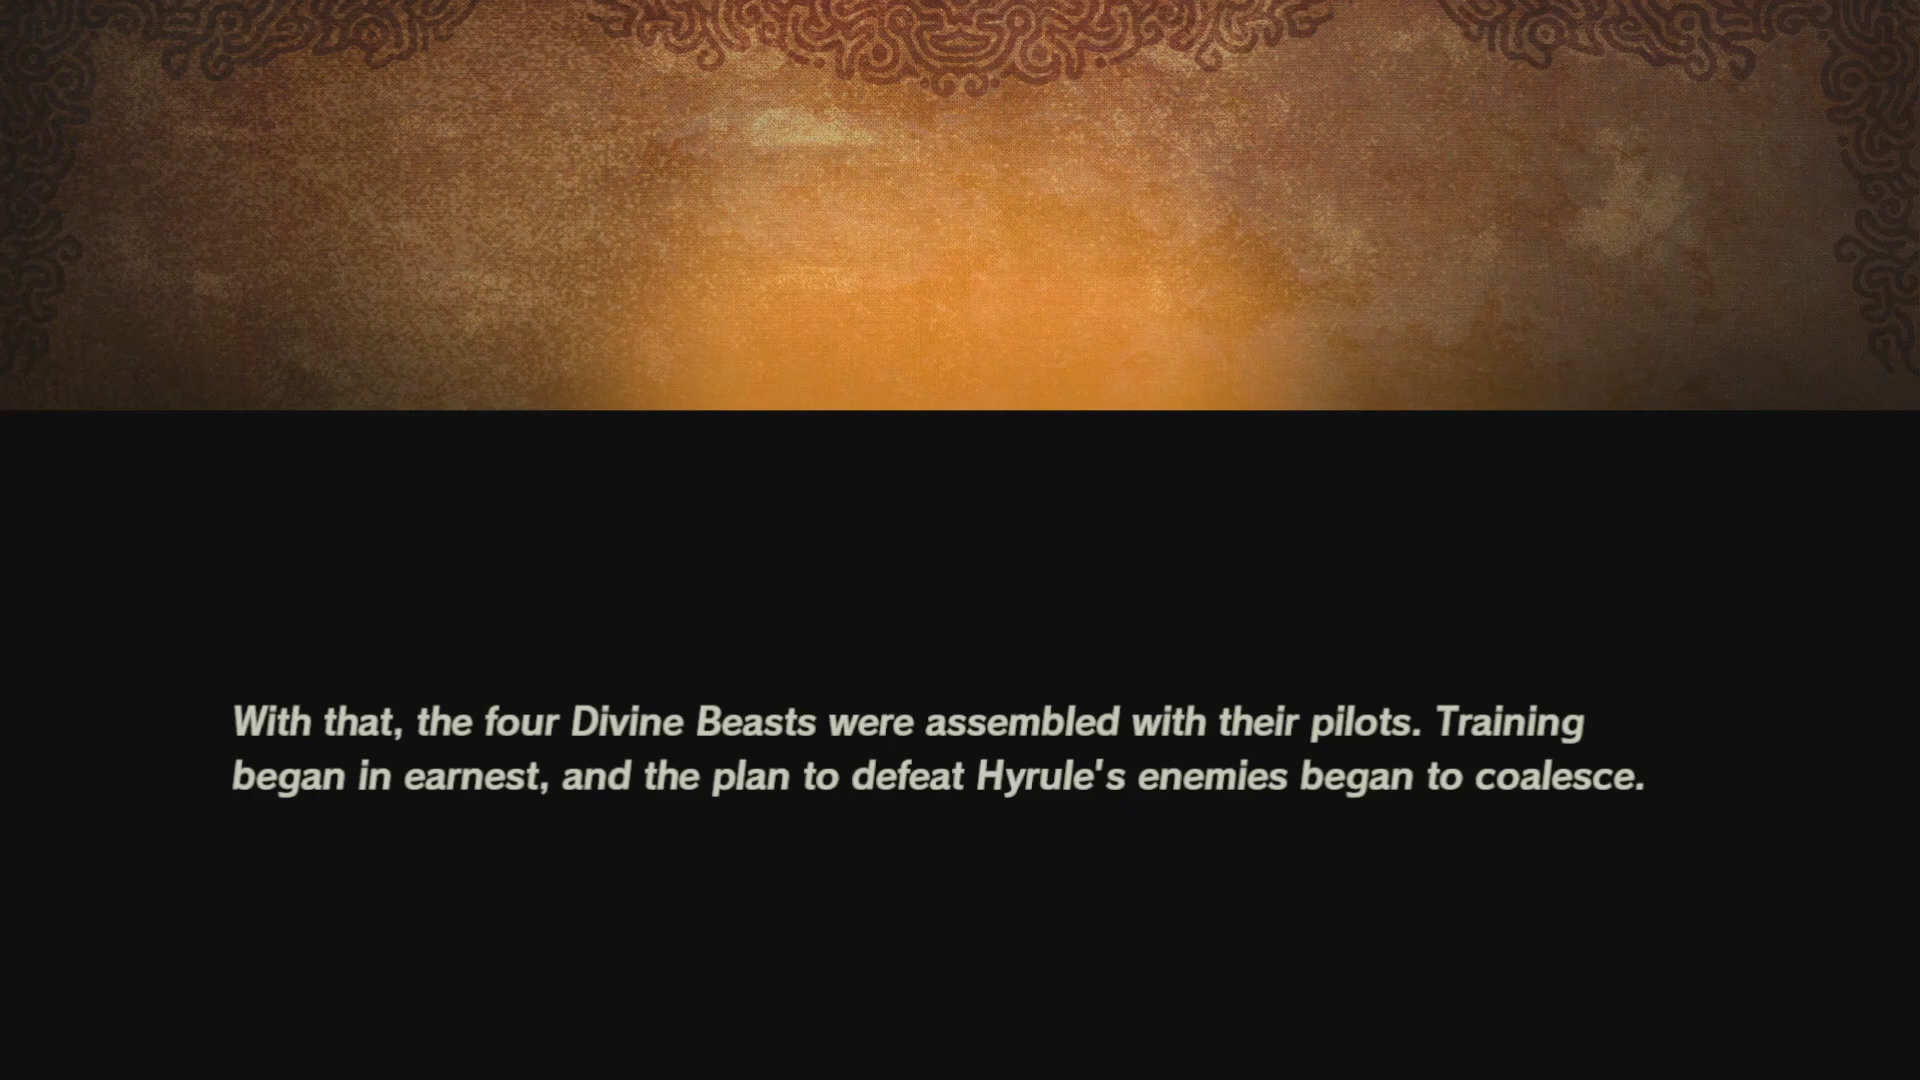 With that, the four Divine Beasts were assembled with their pilots. Training
began in earnest, and the plan to defeat Hyrule's enemies began to coalesce.